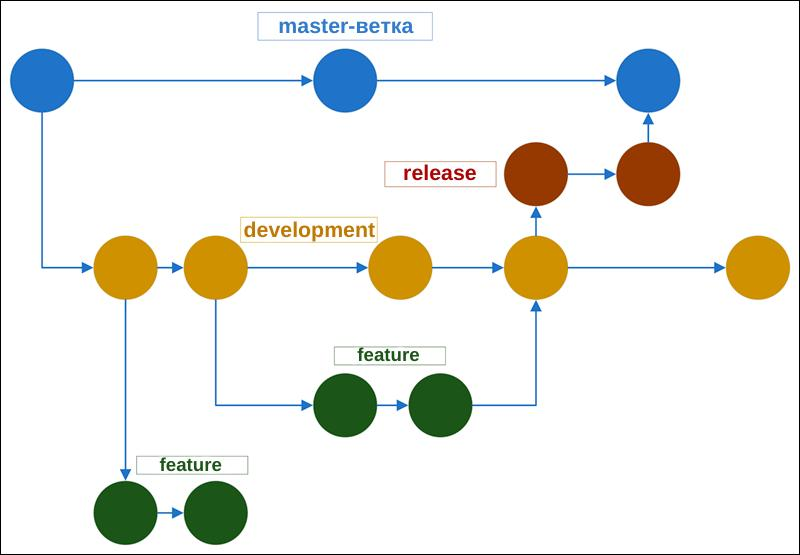 master-ветка
release
development
feature
feature